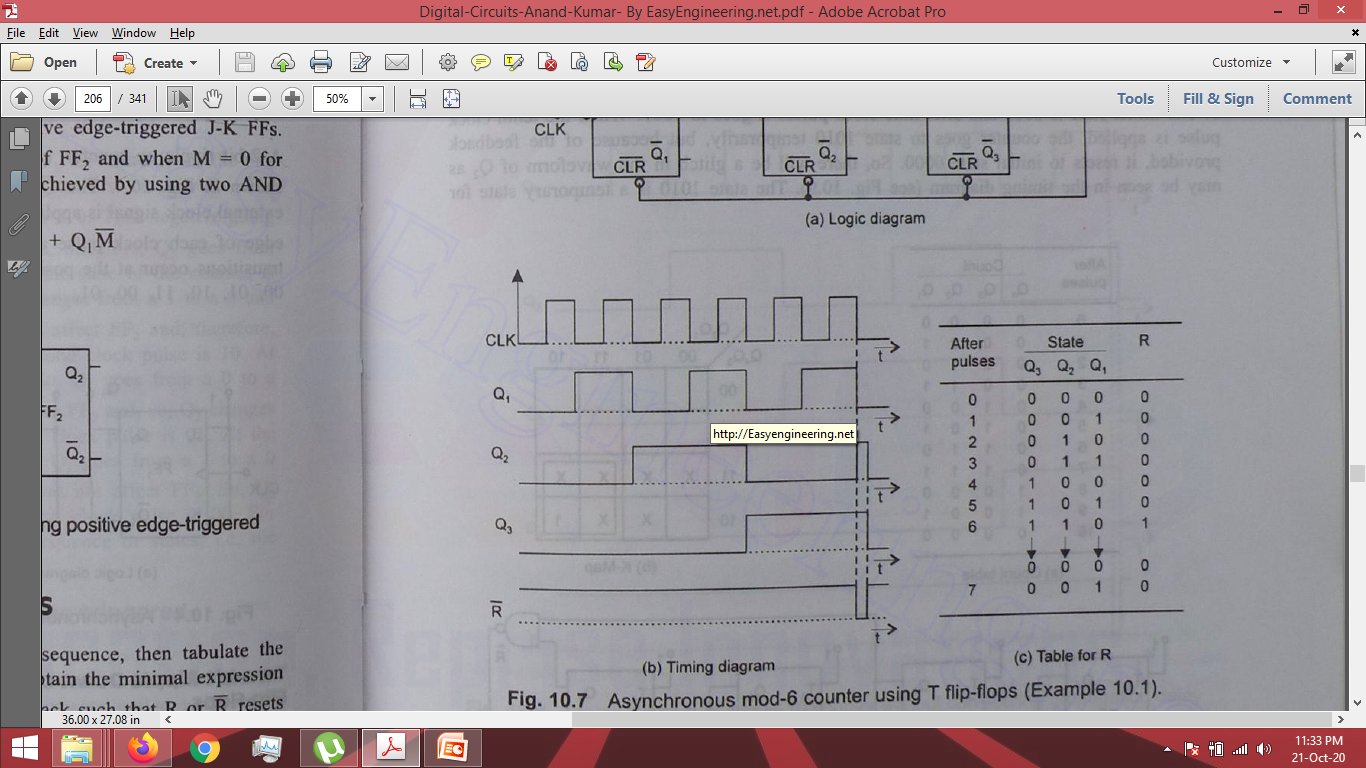 Digital-Circuits-Anand-Kumar- By EasyEngineering.net.pdf - Adobe Acrobat Pro
File Edit View Window Help
Open Create Customize
206 / 341 50% Tools Fill & Sign Comment
ve edge-triggered J-K FFs.
f FF₂ and when M = 0 for
chieved by using two AND
+ Q₁M̅
Q₂
FF₂
Q̅₂
ng positive edge-triggered
s
sequence, then tabulate the
tain the minimal expression
ack such that R or R̅ resets
CLK
Q̅₁ Q̅₂ Q̅₃
C̅L̅R̅ C̅L̅R̅ C̅L̅R̅
(a) Logic diagram
CLK
t
Q₁
t
http://Easyengineering.net
Q₂
t
Q₃
t
R̅
t
(b) Timing diagram
After State R
pulses Q₃ Q₂ Q₁
0 0 0 0 0
1 0 0 1 0
2 0 1 0 0
3 0 1 1 0
4 1 0 0 0
5 1 0 1 0
6 1 1 0 1
0 0 0 0
7 0 0 1 0
(c) Table for R
Fig. 10.7 Asynchronous mod-6 counter using T flip-flops (Example 10.1).
36.00 x 27.08 in
11:33 PM
21-Oct-20